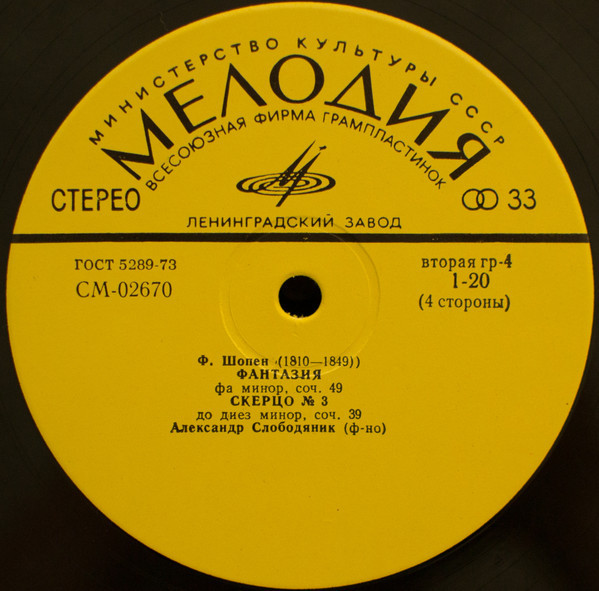 МИНИСТЕРСТВО КУЛЬТУРЫ СССР
МЕЛОДИЯ
ВСЕСОЮЗНАЯ ФИРМА ГРАМПЛАСТИНОК
СТЕРЕО
33
ЛЕНИНГРАДСКИЙ ЗАВОД
ГОСТ 5289-73
СМ-02670
вторая гр-4
1-20
(4 стороны)
Ф. Шопен (1810—1849))
ФАНТАЗИЯ
фа минор, соч. 49
СКЕРЦО № 3
до диез минор, соч. 39
Александр Слободяник (ф-но)